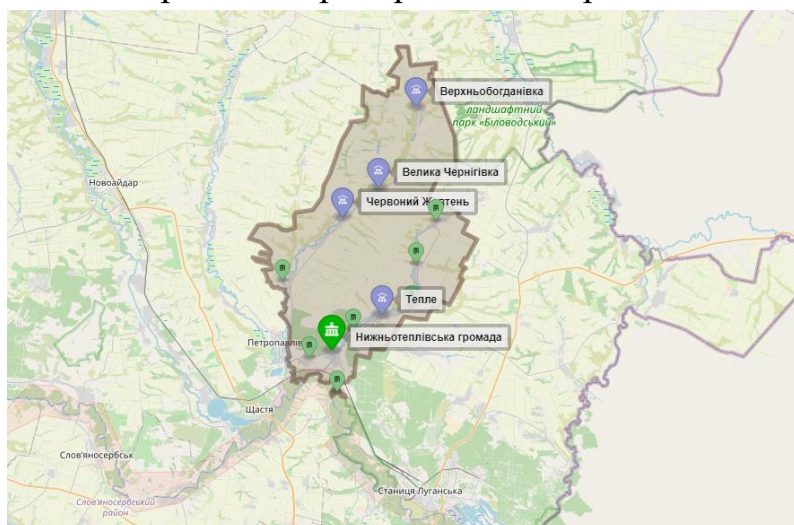 Верхньобогданівка
ландшафтний
парк «Біловодський»
Велика Чернігівка
Новоайдар
Червоний Жовтень
Тепле
Нижньотеплівська громада
Щастя
Слов'яносербськ
Станиця Луганська
Слов'яносербський
район